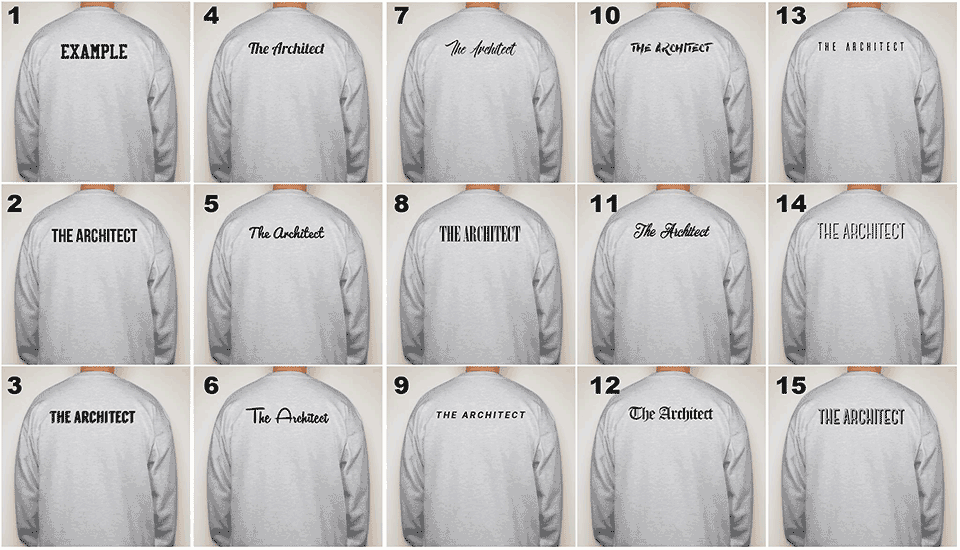 1
EXAMPLE
2
THE ARCHITECT
3
THE ARCHITECT
4
The Architect
5
The Architect
6
The Architect
7
The Architect
8
THE ARCHITECT
9
THE ARCHITECT
10
THE ARCHITECT
11
The Architect
12
The Architect
13
THE ARCHITECT
14
THE ARCHITECT
15
THE ARCHITECT